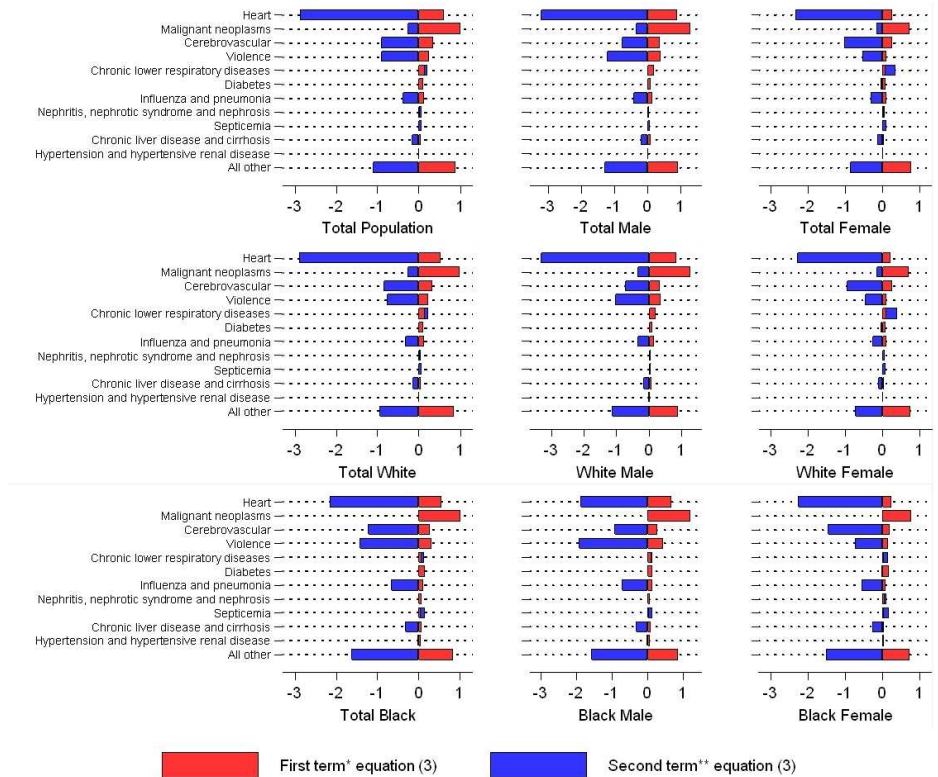 Heart
Malignant neoplasms
Cerebrovascular
Violence
Chronic lower respiratory diseases
Diabetes
Influenza and pneumonia
Nephritis, nephrotic syndrome and nephrosis
Septicemia
Chronic liver disease and cirrhosis
Hypertension and hypertensive renal disease
All other
-3 -2 -1 0 1
Total Population
-3 -2 -1 0 1
Total Male
-3 -2 -1 0 1
Total Female
Heart
Malignant neoplasms
Cerebrovascular
Violence
Chronic lower respiratory diseases
Diabetes
Influenza and pneumonia
Nephritis, nephrotic syndrome and nephrosis
Septicemia
Chronic liver disease and cirrhosis
Hypertension and hypertensive renal disease
All other
-3 -2 -1 0 1
Total White
-3 -2 -1 0 1
White Male
-3 -2 -1 0 1
White Female
Heart
Malignant neoplasms
Cerebrovascular
Violence
Chronic lower respiratory diseases
Diabetes
Influenza and pneumonia
Nephritis, nephrotic syndrome and nephrosis
Septicemia
Chronic liver disease and cirrhosis
Hypertension and hypertensive renal disease
All other
-3 -2 -1 0 1
Total Black
-3 -2 -1 0 1
Black Male
-3 -2 -1 0 1
Black Female
First term* equation (3)
Second term** equation (3)